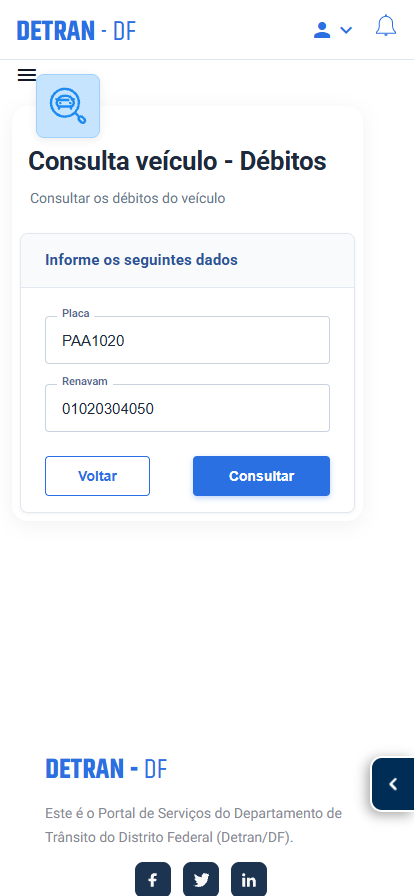 DETRAN - DF
Consulta veículo - Débitos
Consultar os débitos do veículo
Informe os seguintes dados
Placa
PAA1020
Renavam
01020304050
Voltar
Consultar
DETRAN - DF
Este é o Portal de Serviços do Departamento de
Trânsito do Distrito Federal (Detran/DF).